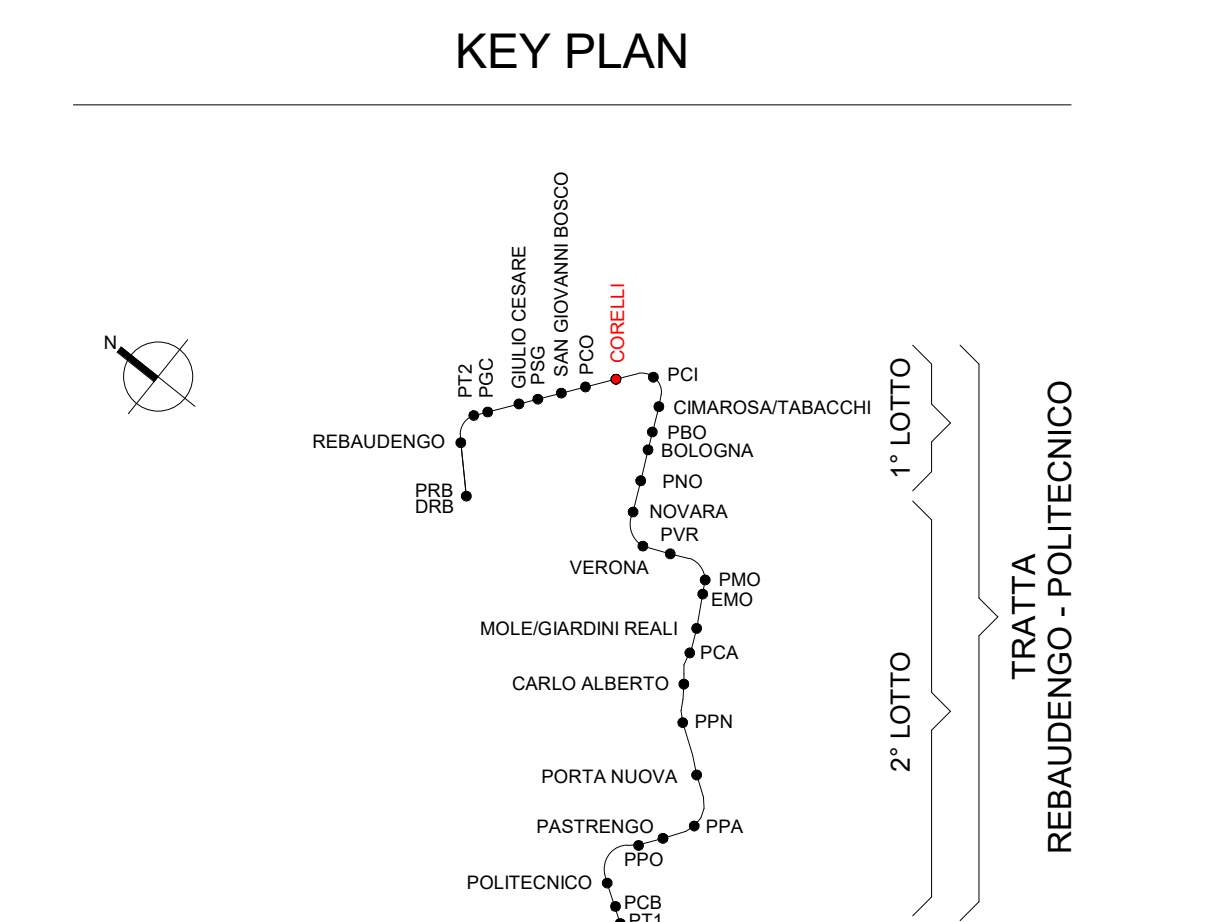 KEY PLAN
N
PT2
PGC
GIULIO CESARE
PSG
SAN GIOVANNI BOSCO
PCO
CORELLI
PCI
CIMAROSA/TABACCHI
PBO
BOLOGNA
REBAUDENGO
PRB
DRB
PNO
NOVARA
PVR
VERONA
PMO
EMO
MOLE/GIARDINI REALI
PCA
CARLO ALBERTO
PPN
PORTA NUOVA
PASTRENGO
PPA
PPO
POLITECNICO
PCB
PT1
1° LOTTO
2° LOTTO
TRATTA
REBAUDENGO - POLITECNICO